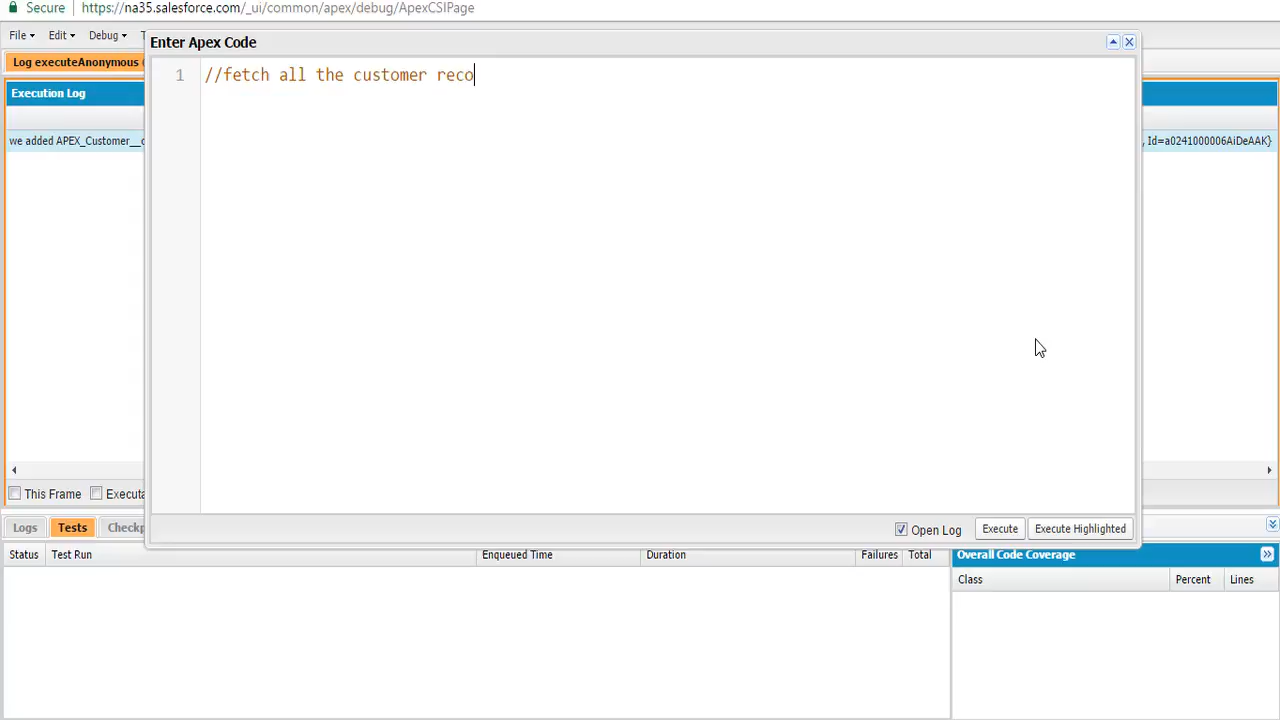 Secure https://na35.salesforce.com/_ui/common/apex/debug/ApexCSIPage
File Edit Debug
Enter Apex Code
Log executeAnonymous
1 //fetch all the customer reco
Execution Log
we added APEX_Customer__ , Id=a0241000006AiDeAAK}
This Frame
Open Log Execute Execute Highlighted
Logs Tests
Status Test Run Enqueued Time Duration Failures Total Overall Code Coverage
Class Percent Lines